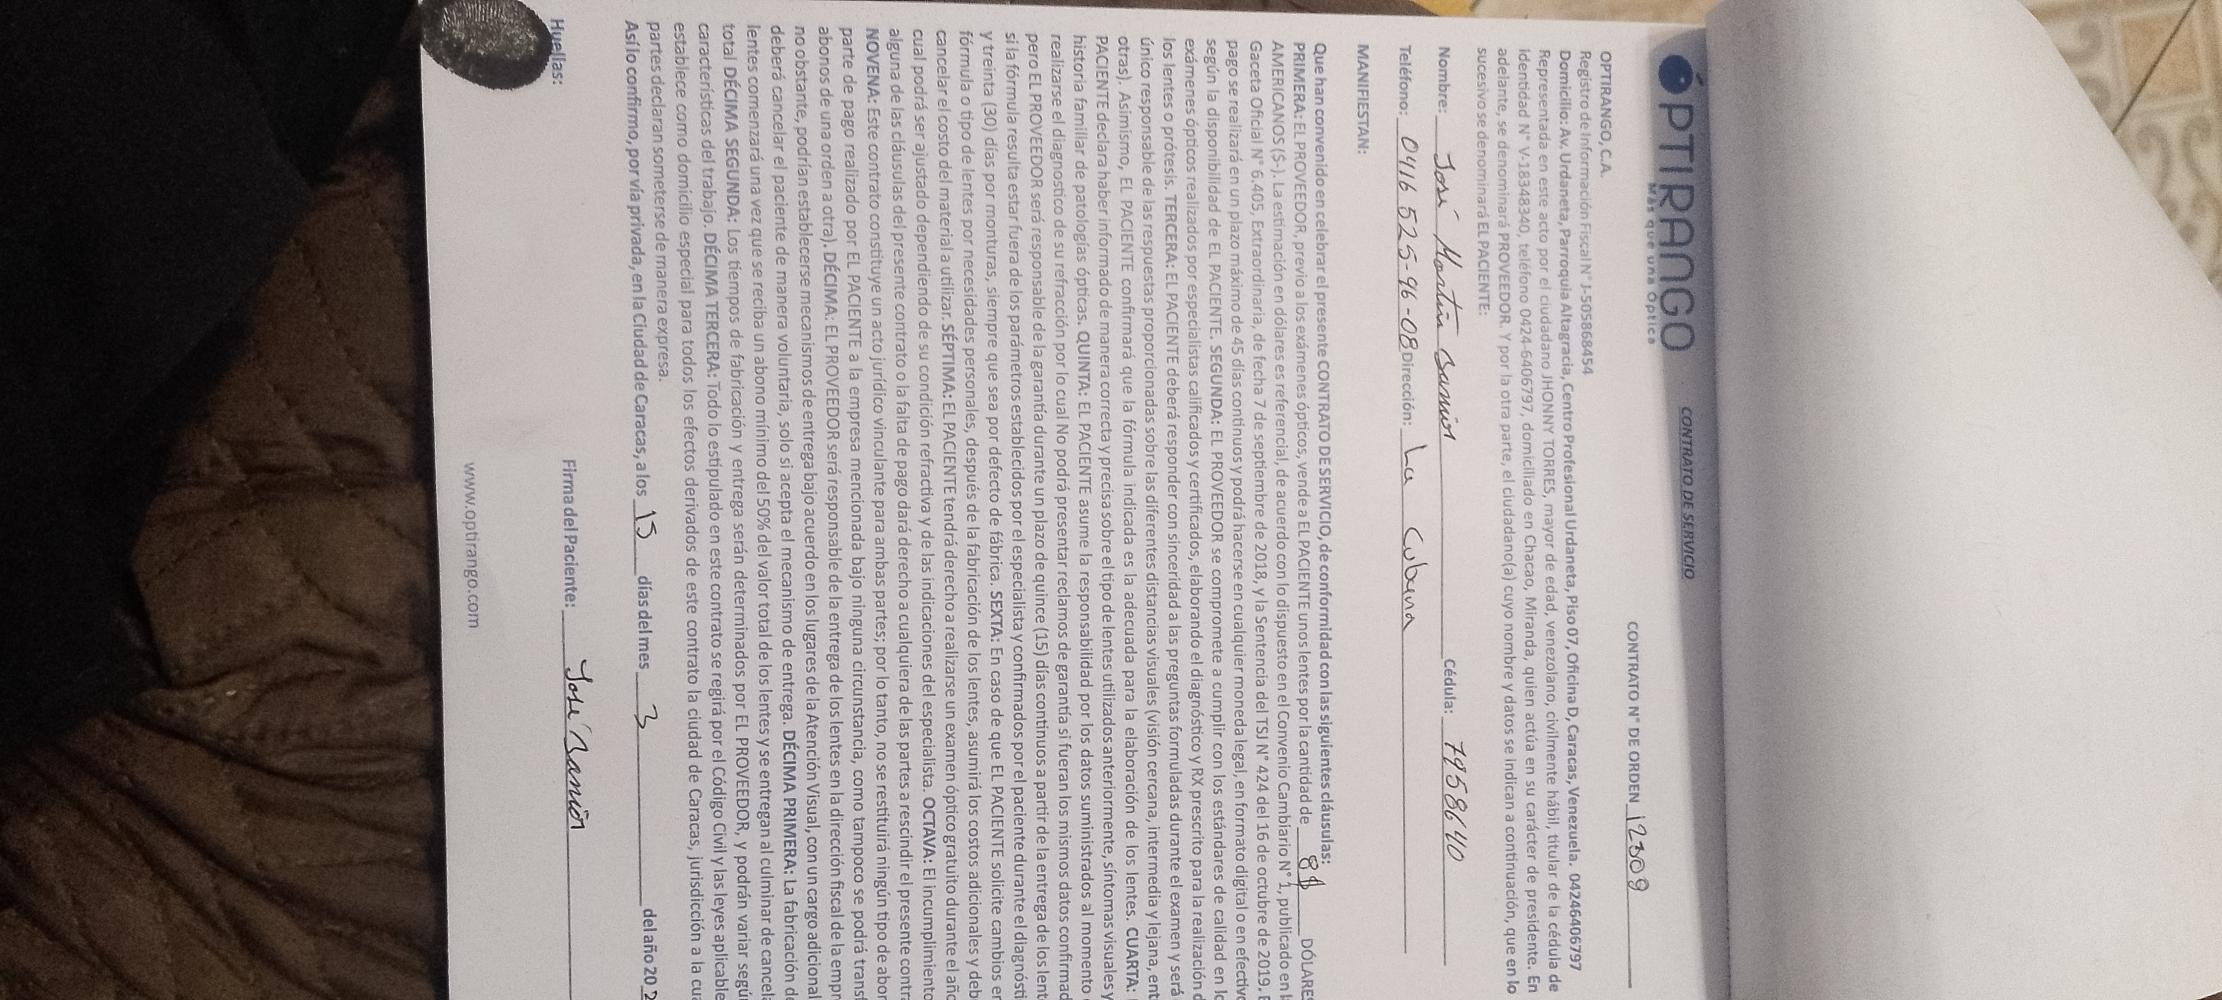 OPTIRANGO
Más que una Óptica
CONTRATO DE SERVICIO
CONTRATO N° DE ORDEN 12309
OPTIRANGO, C.A.
Registro de Información Fiscal N° J-505868454
Domicilio: Av. Urdaneta, Parroquia Altagracia, Centro Profesional Urdaneta, Piso 07, Oficina D, Caracas, Venezuela. 04246406797
Representada en este acto por el ciudadano JHONNY TORRES, mayor de edad, venezolano, civilmente hábil, titular de la cédula de
identidad N° V-18348340, teléfono 0424-6406797, domiciliado en Chacao, Miranda, quien actúa en su carácter de presidente. En
adelante, se denominará PROVEEDOR. Y por la otra parte, el ciudadano(a) cuyo nombre y datos se indican a continuación, que en lo
sucesivo se denominará EL PACIENTE:
Nombre: José Martín Cédula: 7958640
Teléfono: 0416 525-96-08 Dirección: La
MANIFIESTAN:
Que han convenido en celebrar el presente CONTRATO DE SERVICIO, de conformidad con las siguientes cláusulas:
PRIMERA: EL PROVEEDOR, previo a los exámenes ópticos, vende a EL PACIENTE unos lentes por la cantidad de 8$ DÓLARES
AMERICANOS ($-). La estimación en dólares es referencial, de acuerdo con lo dispuesto en el Convenio Cambiario N° 1, publicado en
Gaceta Oficial N° 6.405, Extraordinaria, de fecha 7 de septiembre de 2018, y la Sentencia del TSJ N° 424 del 16 de octubre de 2019, E
pago se realizará en un plazo máximo de 45 días continuos y podrá hacerse en cualquier moneda legal, en formato digital o en efectivo
según la disponibilidad de EL PACIENTE. SEGUNDA: EL PROVEEDOR se compromete a cumplir con los estándares de calidad en
exámenes ópticos realizados por especialistas calificados y certificados, elaborando el diagnóstico y RX prescrito para la realización d
los lentes o prótesis. TERCERA: EL PACIENTE deberá responder con sinceridad a las preguntas formuladas durante el examen y será
único responsable de las respuestas proporcionadas sobre las diferentes distancias visuales (visión cercana, intermedia y lejana, ent
otras). Asimismo, EL PACIENTE confirmará que la fórmula indicada es la adecuada para la elaboración de los lentes. CUARTA:
PACIENTE declara haber informado de manera correcta y precisa sobre el tipo de lentes utilizados anteriormente, síntomas visuales y
historia familiar de patologías ópticas. QUINTA: EL PACIENTE asume la responsabilidad por los datos suministrados al momento
realizarse el diagnostico de su refracción por lo cual No podrá presentar reclamos de garantía si fueran los mismos datos confirmad
pero EL PROVEEDOR será responsable de la garantía durante un plazo de quince (15) días continuos a partir de la entrega de los lent
si la fórmula resulta estar fuera de los parámetros establecidos por el especialista y confirmados por el paciente durante el diagnósti
y treinta (30) días por monturas, siempre que sea por defecto de fábrica. SEXTA: En caso de que EL PACIENTE solicite cambios en
fórmula o tipo de lentes por necesidades personales, después de la fabricación de los lentes, asumirá los costos adicionales y deb
cancelar el costo del material a utilizar. SÉPTIMA: EL PACIENTE tendrá derecho a realizarse un examen óptico gratuito durante el año
cual podrá ser ajustado dependiendo de su condición refractiva y de las indicaciones del especialista. OCTAVA: El incumplimiento
alguna de las cláusulas del presente contrato o la falta de pago dará derecho a cualquiera de las partes a rescindir el presente contra
NOVENA: Este contrato constituye un acto jurídico vinculante para ambas partes; por lo tanto, no se restituirá ningún tipo de abon
parte de pago realizado por EL PACIENTE a la empresa mencionada bajo ninguna circunstancia, como tampoco se podrá transf
abonos de una orden a otra). DÉCIMA: EL PROVEEDOR será responsable de la entrega de los lentes en la dirección fiscal de la empr
no obstante, podrían establecerse mecanismos de entrega bajo acuerdo en los lugares de la Atención Visual, con un cargo adicional
deberá cancelar el paciente de manera voluntaria, solo si acepta el mecanismo de entrega. DÉCIMA PRIMERA: La fabricación de
lentes comenzará una vez que se reciba un abono mínimo del 50% del valor total de los lentes y se entregan al culminar de cancela
total DÉCIMA SEGUNDA: Los tiempos de fabricación y entrega serán determinados por EL PROVEEDOR, y podrán variar segú
características del trabajo). DÉCIMA TERCERA: Todo lo estipulado en este contrato se regirá por el Código Civil y las leyes aplicable
establece como domicilio especial para todos los efectos derivados de este contrato la ciudad de Caracas, jurisdicción a la cua
partes declaran someterse de manera expresa.
Así lo confirmo, por vía privada, en la Ciudad de Caracas, a los 15 días del mes 3 del año 202
Huellas: Firma del Paciente: José
www.optirango.com